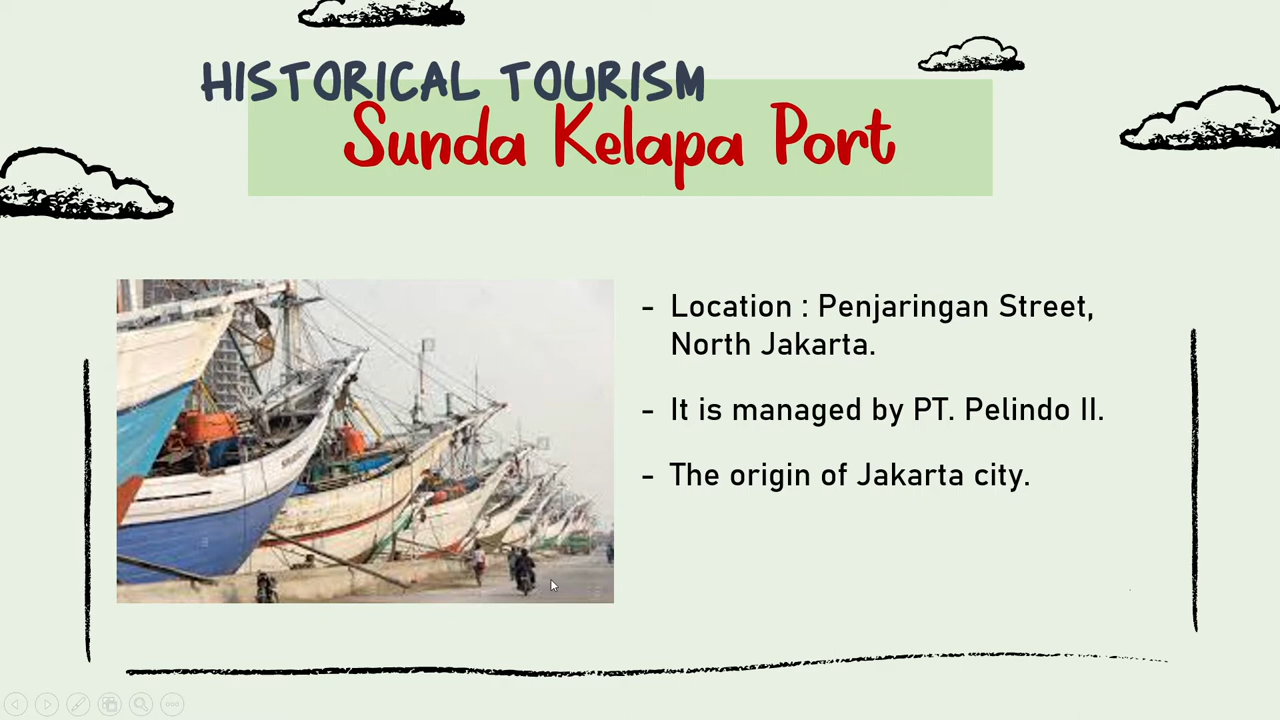 HISTORICAL TOURISM
Sunda Kelapa Port
- Location : Penjaringan Street,
North Jakarta.
- It is managed by PT. Pelindo II.
- The origin of Jakarta city.